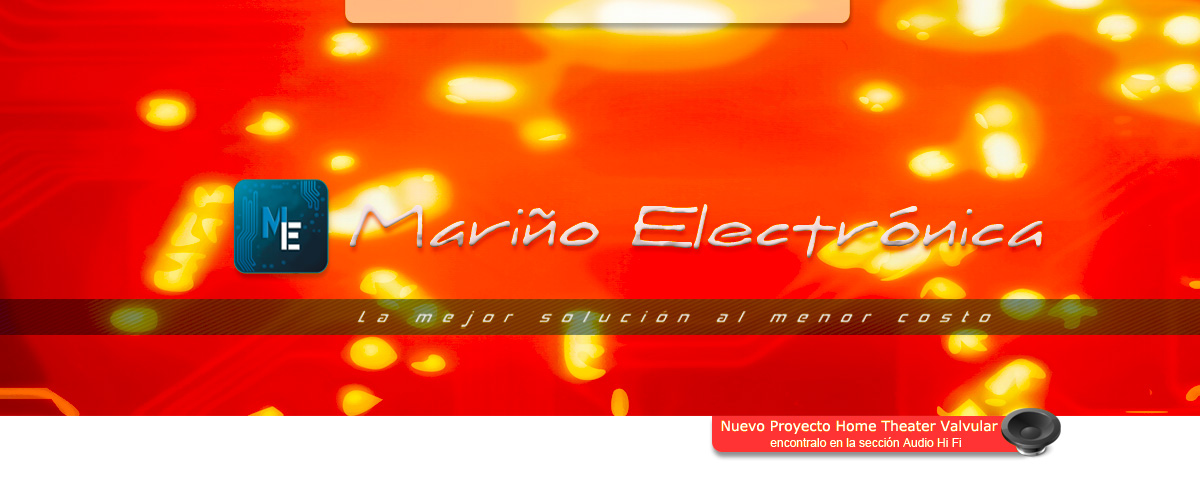 ME
Mariño Electrónica
La mejor solución al menor costo
Nuevo Proyecto Home Theater Valvular
encontralo en la sección Audio Hi Fi